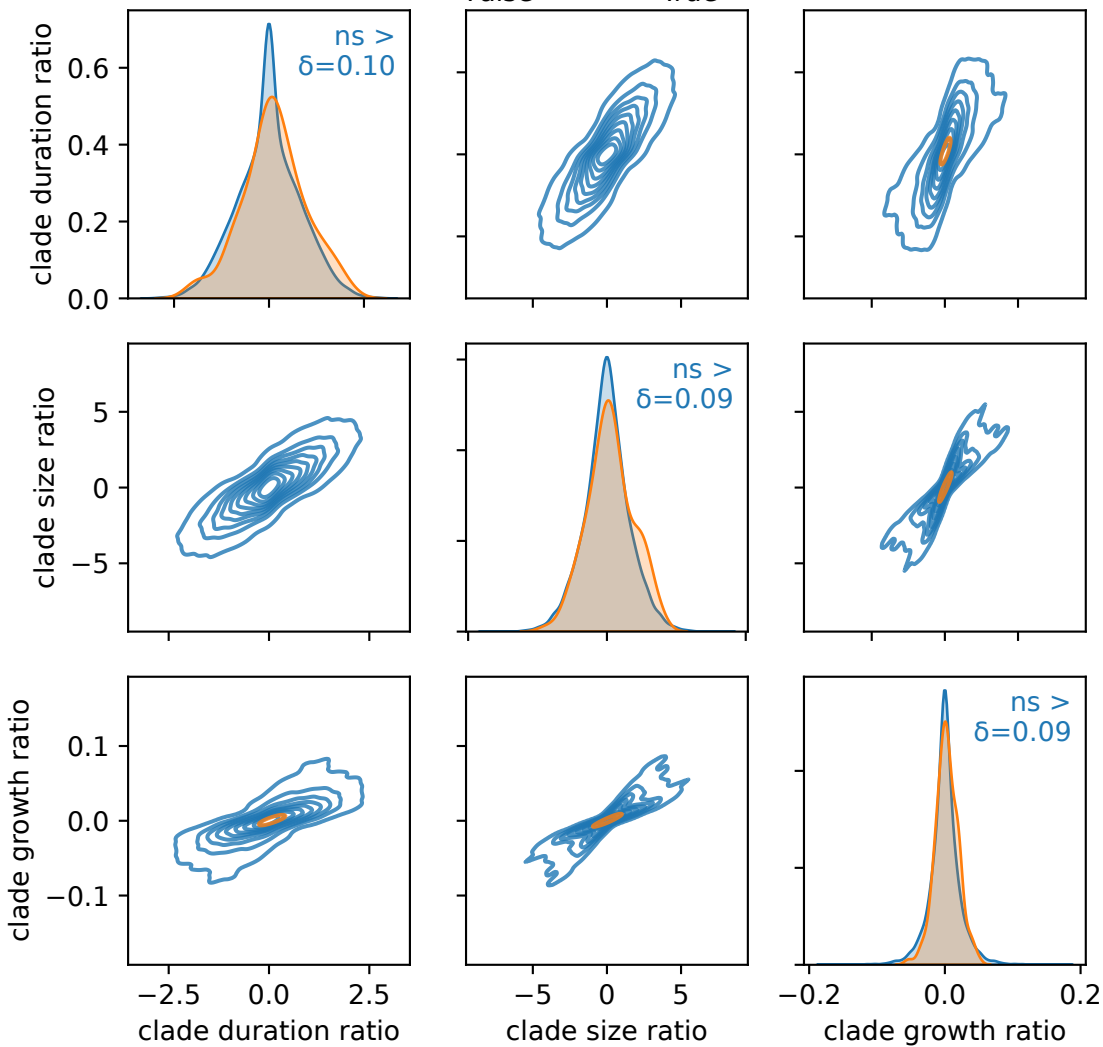 clade duration ratio
0.6
0.4
0.2
0.0
ns >
δ=0.10
clade size ratio
5
0
−5
ns >
δ=0.09
clade growth ratio
0.1
0.0
−0.1
ns >
δ=0.09
−2.5 0.0 2.5
−5 0 5
−0.2 0.0 0.2
clade duration ratio
clade size ratio
clade growth ratio